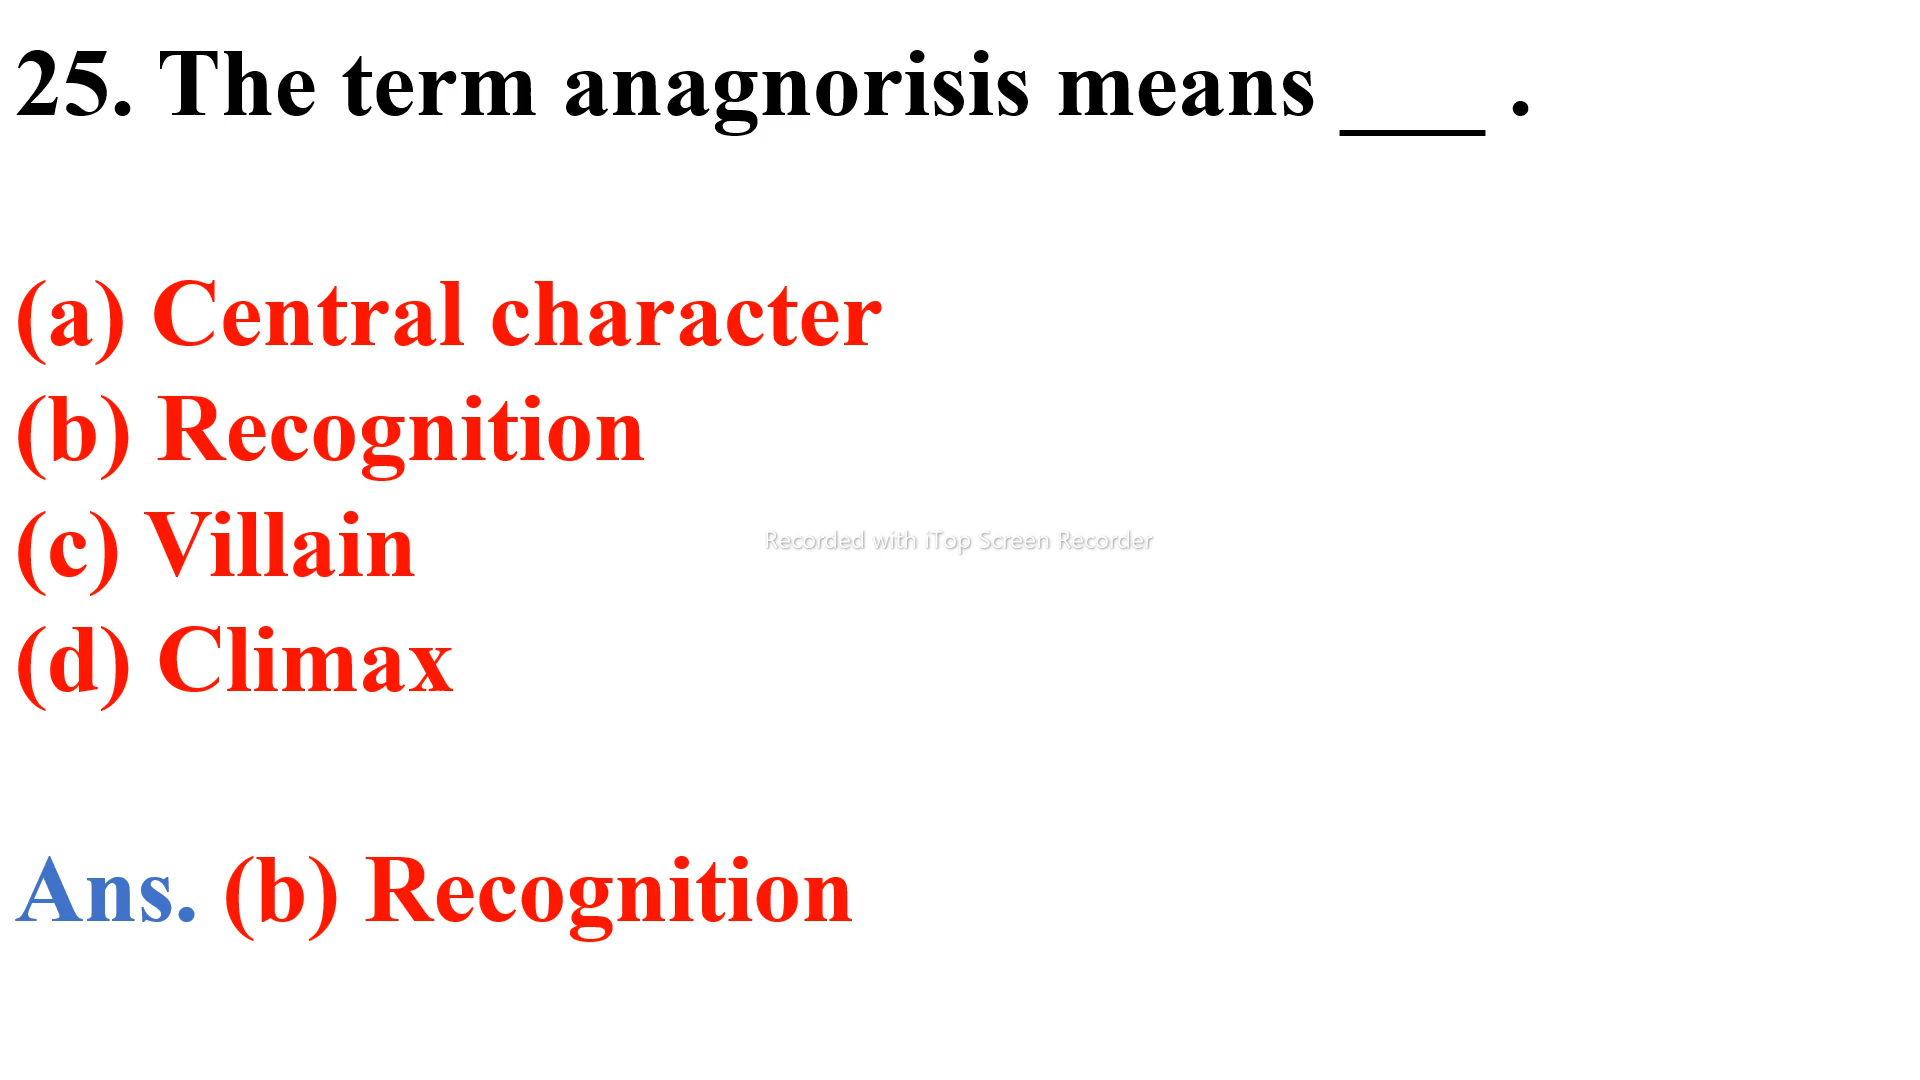 25. The term anagnorisis means ___ .
(a) Central character
(b) Recognition
(c) Villain
Recorded with iTop Screen Recorder
(d) Climax
Ans. (b) Recognition